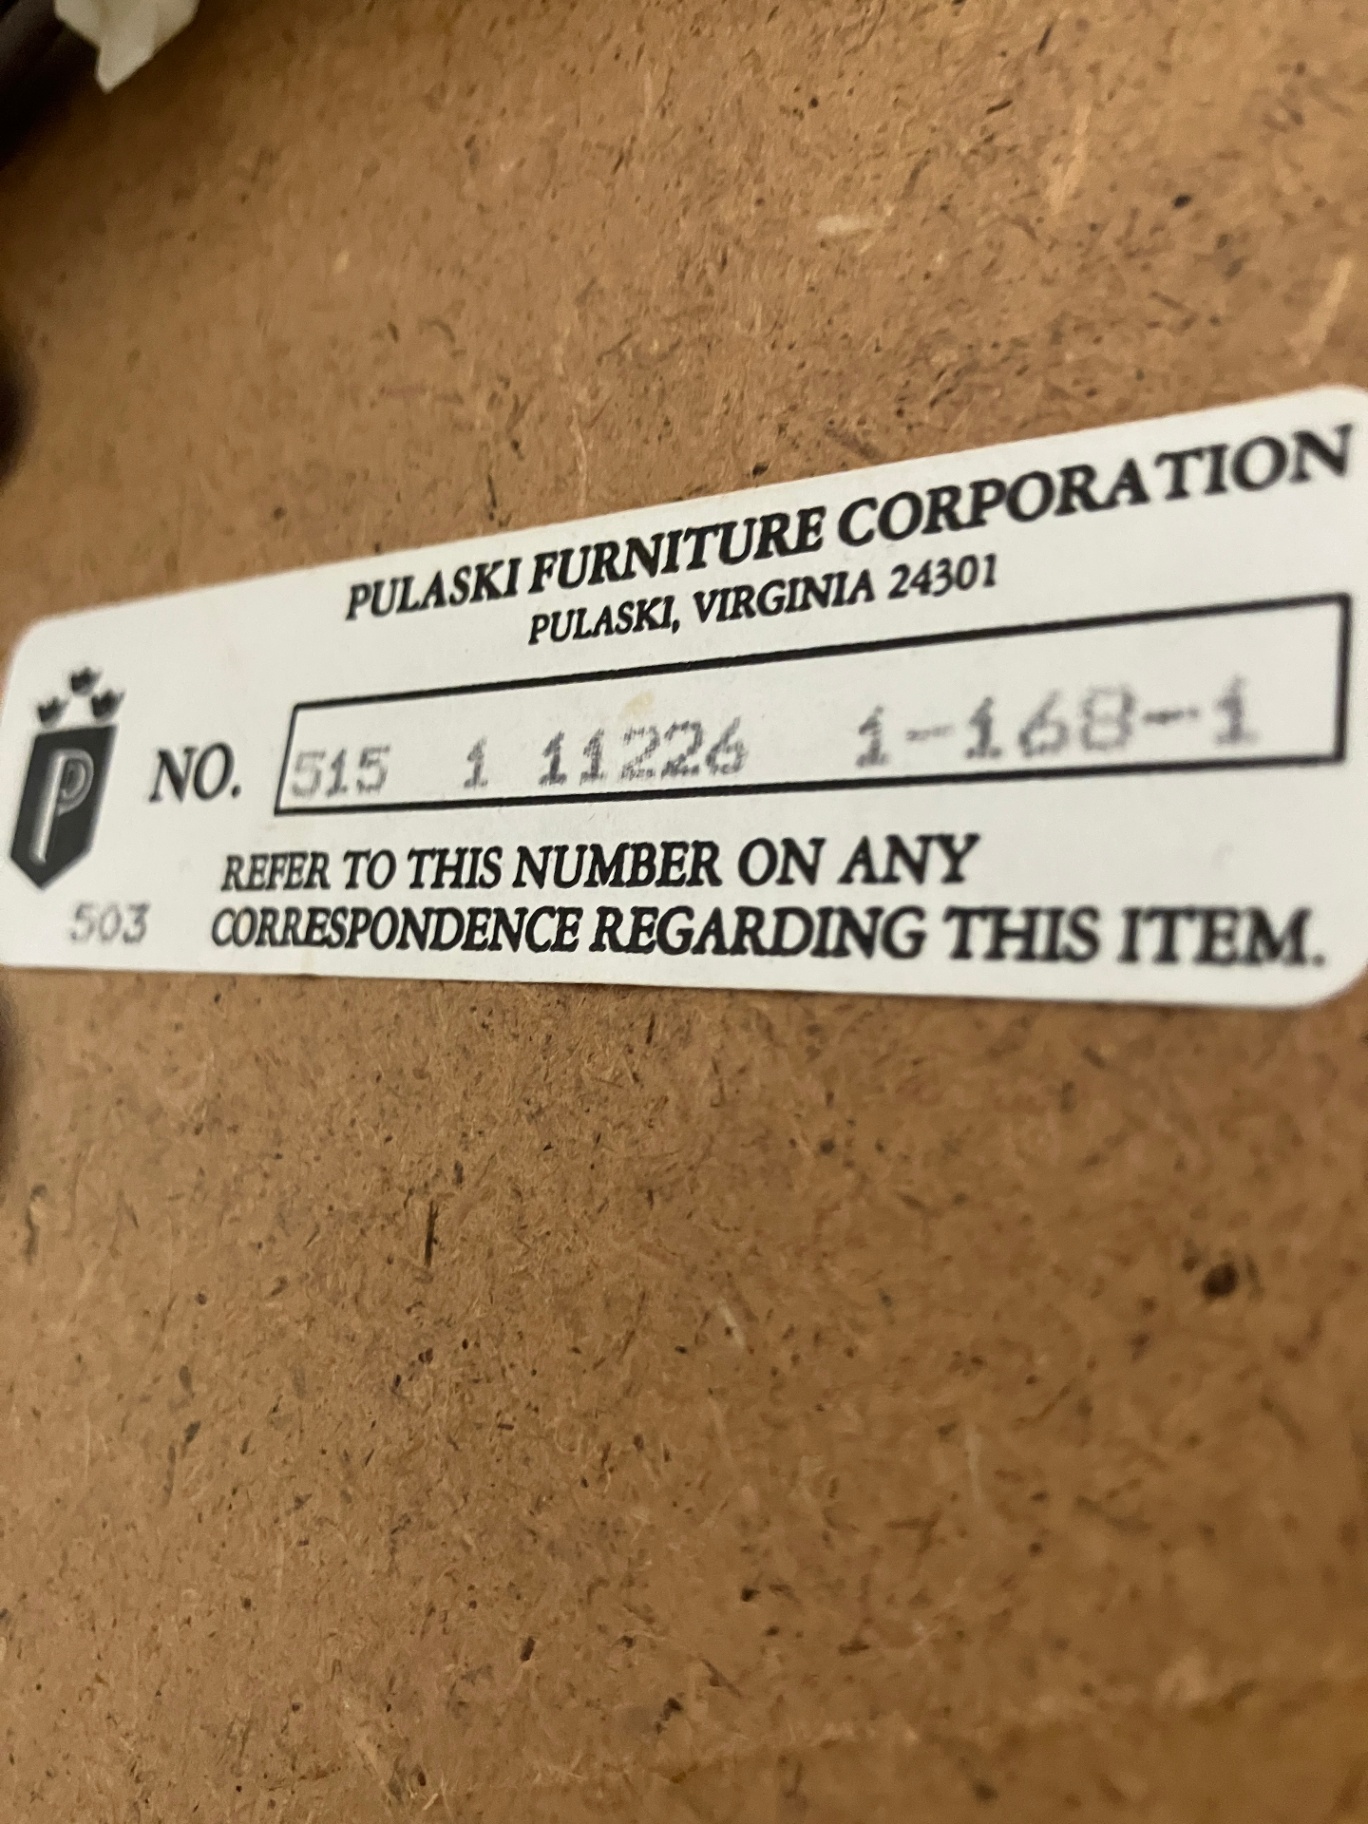 PULASKI FURNITURE CORPORATION
PULASKI, VIRGINIA 24301
P
NO. 515 1 11226 1-168-1
REFER TO THIS NUMBER ON ANY
503 CORRESPONDENCE REGARDING THIS ITEM.